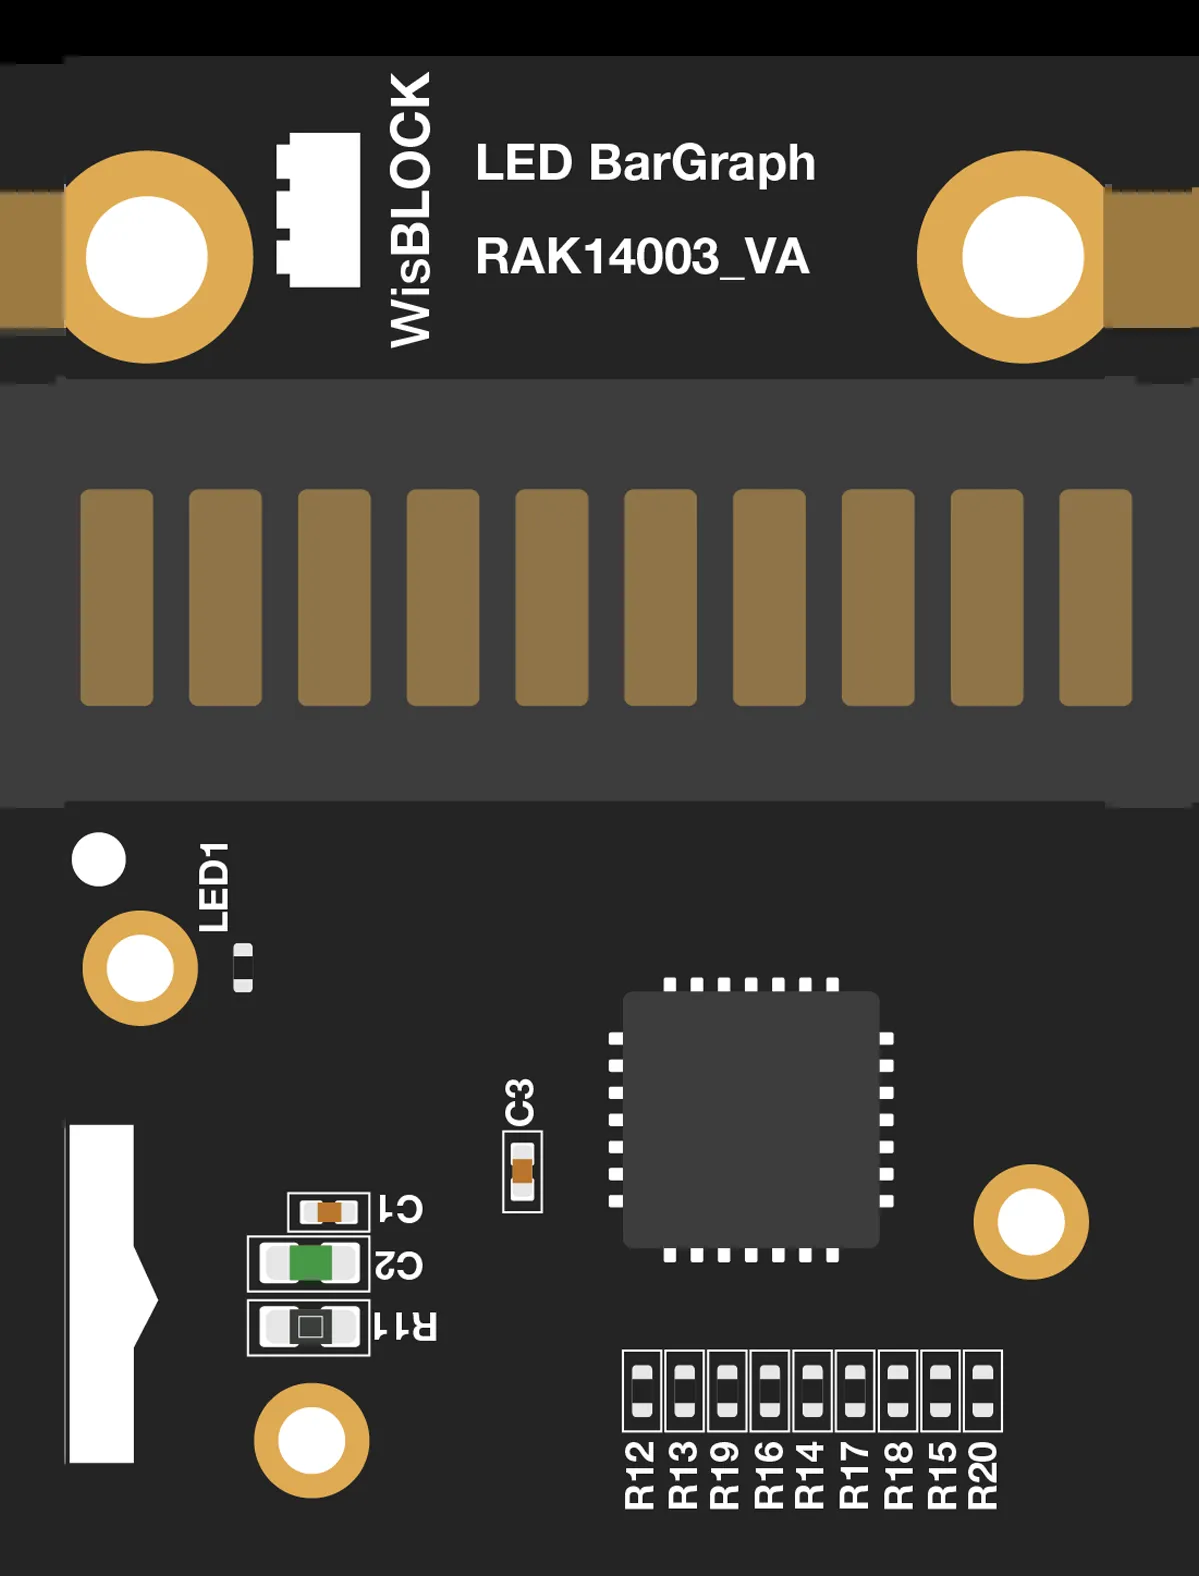 WisBLOCK
LED BarGraph
RAK14003_VA
LED1
C3
C1
C2
R11
R12
R13
R19
R16
R14
R17
R18
R15
R20